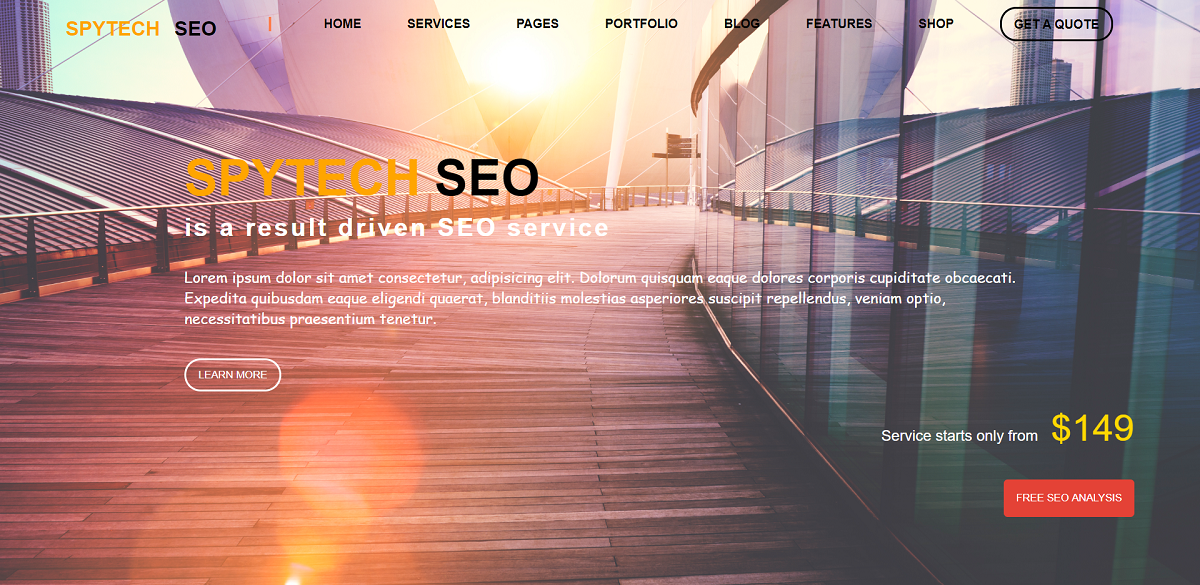 SPYTECH SEO
HOME SERVICES PAGES PORTFOLIO BLOG FEATURES SHOP GET A QUOTE
SPYTECH SEO
is a result driven SEO service
Lorem ipsum dolor sit amet consectetur, adipisicing elit. Dolorum quisquam eaque dolores corporis cupiditate obcaecati.
Expedita quibusdam eaque eligendi quaerat, blanditiis molestias asperiores suscipit repellendus, veniam optio,
necessitatibus praesentium tenetur.
LEARN MORE
Service starts only from $149
FREE SEO ANALYSIS